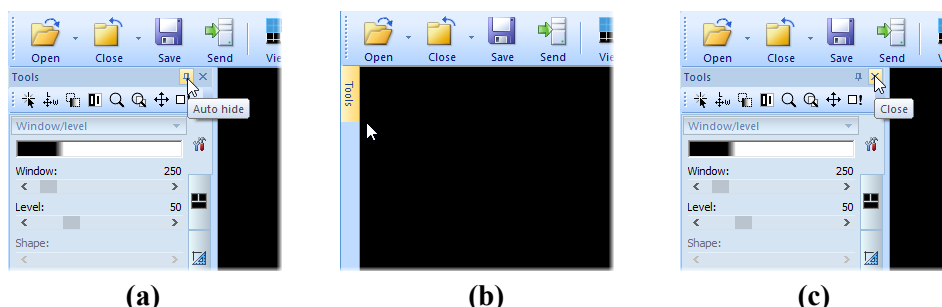 Open Close Save Send Vie
Tools
Auto hide
Window/level
Window: 250
Level: 50
Shape:
(a)
Open Close Save Send
Tools
(b)
Open Close Save Send Vie
Tools
Close
Window/level
Window: 250
Level: 50
Shape:
(c)